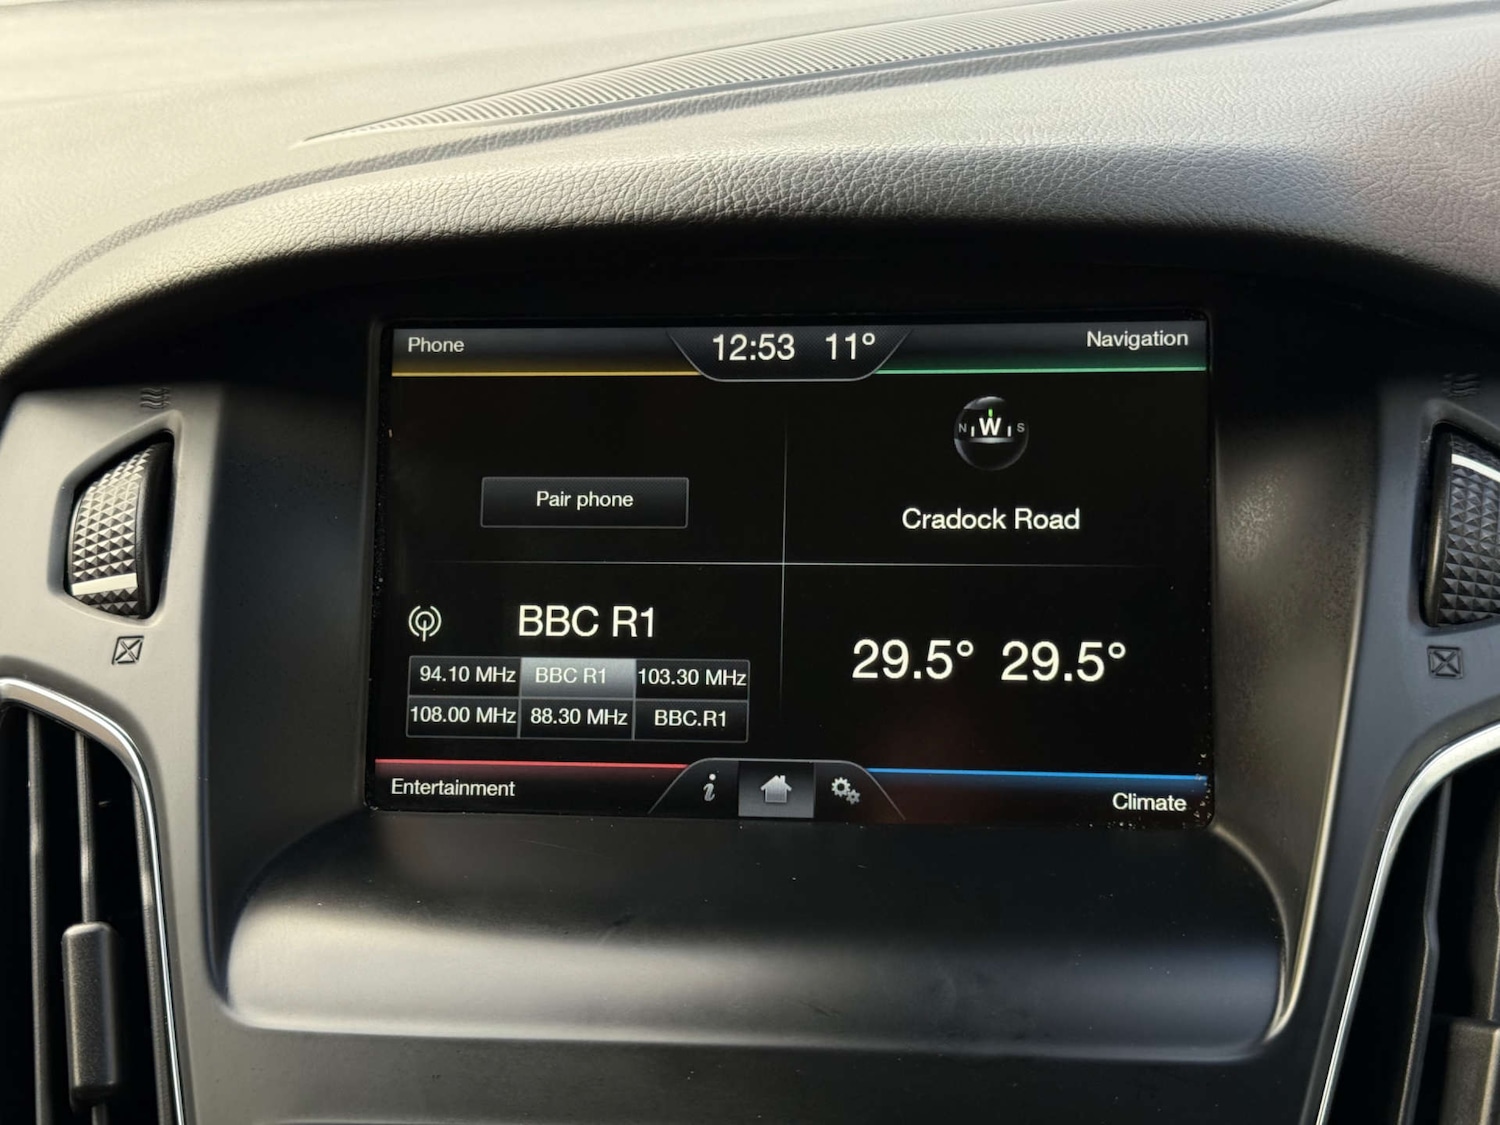 Phone
12:53 11°
Navigation
N W S
Pair phone
Cradock Road
BBC R1
94.10 MHz BBC R1 103.30 MHz
108.00 MHz 88.30 MHz BBC.R1
29.5° 29.5°
Entertainment
i
Climate